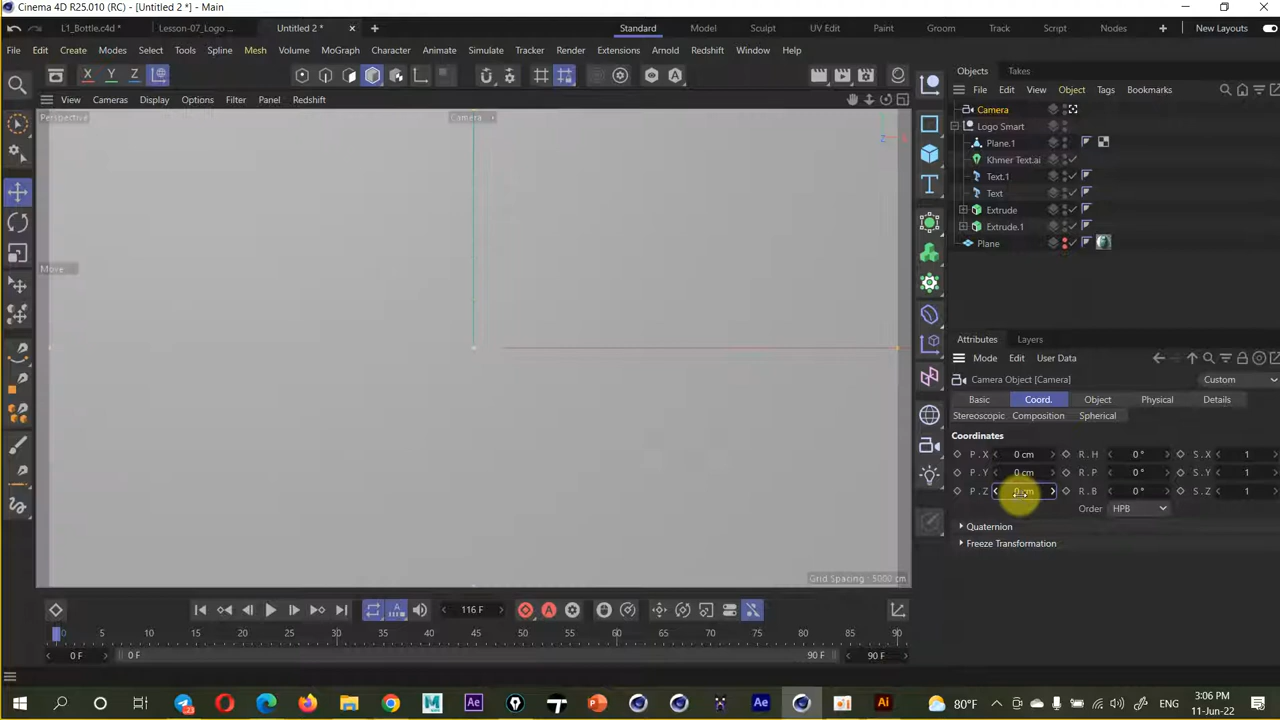 Cinema 4D R25.010 (RC) - [Untitled 2 *] - Main
L1_Bottle.c4d * Lesson-07_Logo ... Untitled 2 * Standard Model Sculpt UV Edit Paint Groom Track Script Nodes New Layouts
File Edit Create Modes Select Tools Spline Mesh Volume MoGraph Character Animate Simulate Tracker Render Extensions Arnold Redshift Window Help
X Y Z
Objects Takes
View Cameras Display Options Filter Panel Redshift
File Edit View Object Tags Bookmarks
Perspective Camera
Z
Move
Camera
Logo Smart
Plane.1
Khmer Text.ai
Text.1
Text
Extrude
Extrude.1
Plane
Attributes Layers
Mode Edit User Data
Camera Object [Camera] Custom
Basic Coord. Object Physical Details
Stereoscopic Composition Spherical
Coordinates
P . X 0 cm R . H 0 ° S . X 1
P . Y 0 cm R . P 0 ° S . Y 1
P . Z 0 cm R . B 0 ° S . Z 1
Order HPB
Quaternion
Freeze Transformation
Grid Spacing : 5000 cm
116 F
0 5 10 15 20 25 30 35 40 45 50 55 60 65 70 75 80 85 90
0 F 0 F 90 F 90 F
80°F ENG 3:06 PM
11-Jun-22